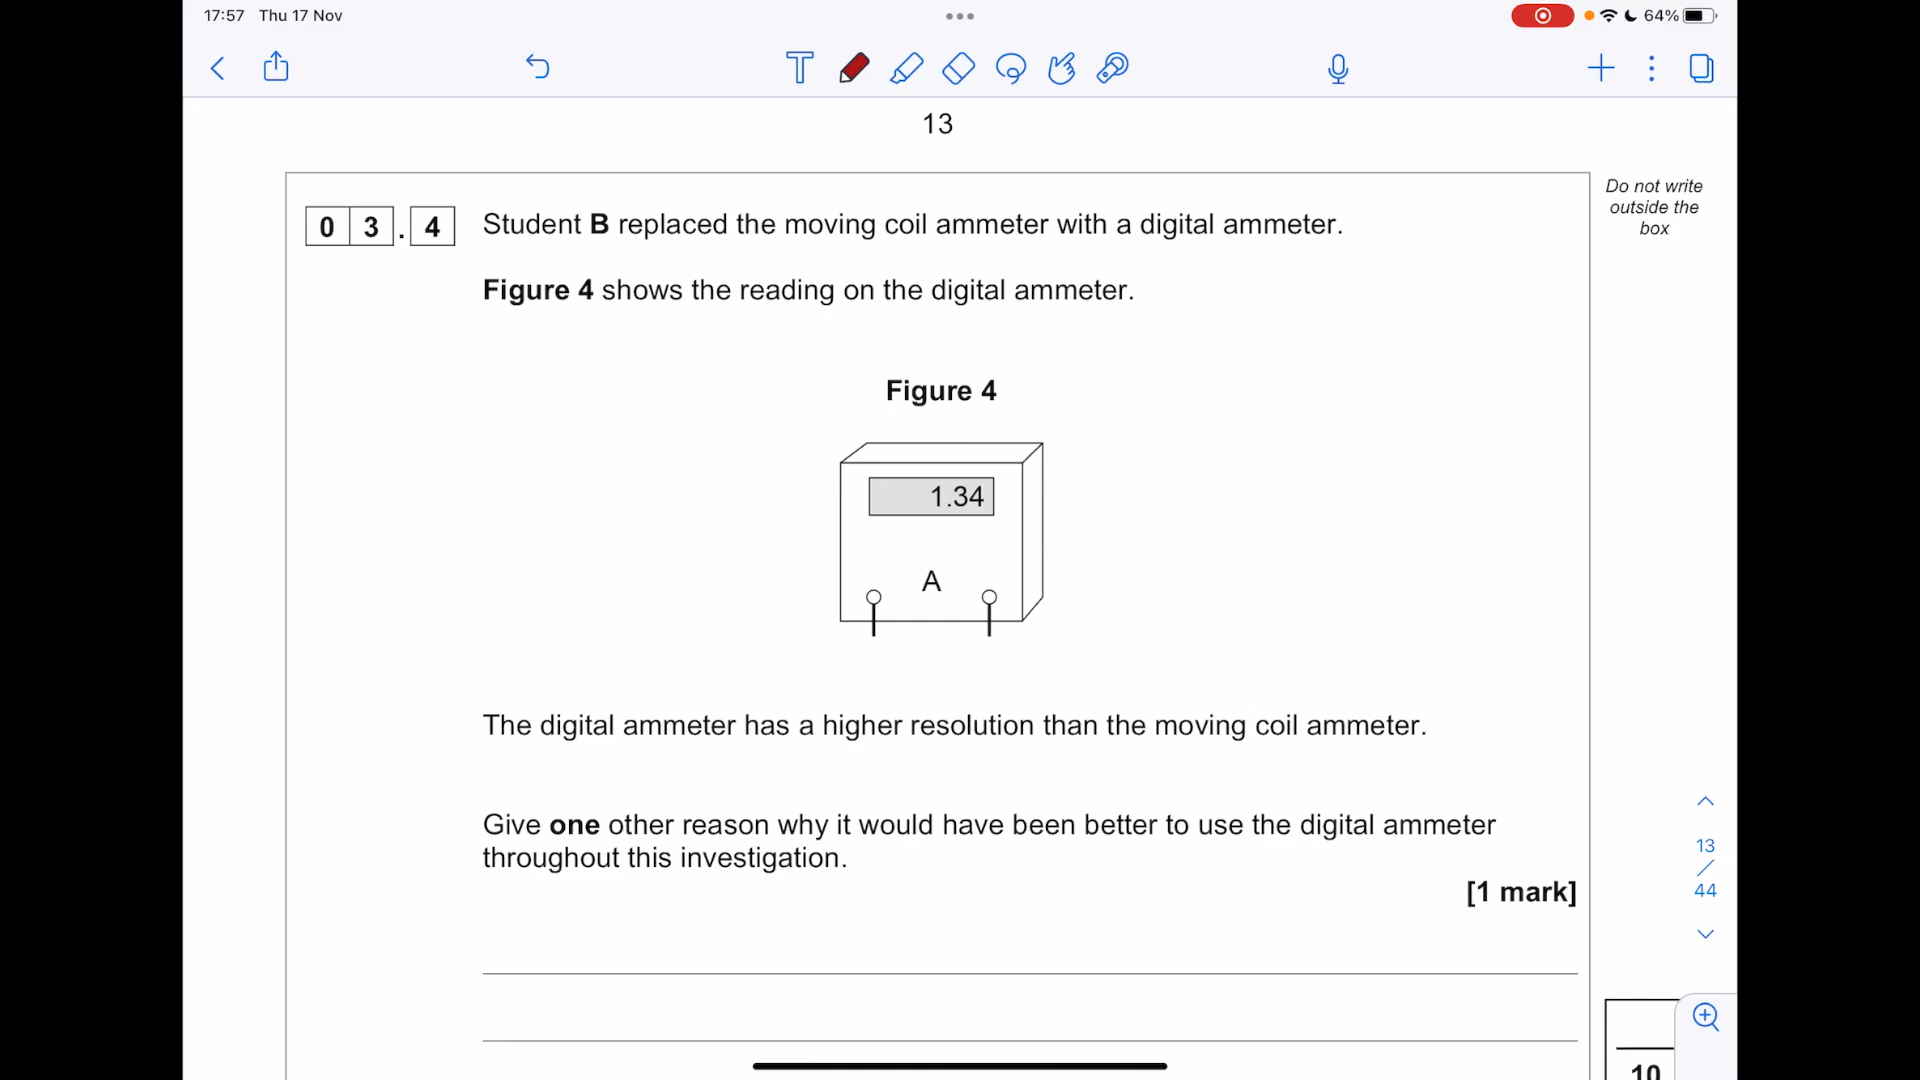 17:57 Thu 17 Nov
64%
13
Do not write
outside the
box
0 3 . 4 Student B replaced the moving coil ammeter with a digital ammeter.
Figure 4 shows the reading on the digital ammeter.
Figure 4
1.34
A
The digital ammeter has a higher resolution than the moving coil ammeter.
Give one other reason why it would have been better to use the digital ammeter
throughout this investigation.
[1 mark]
13
44
10